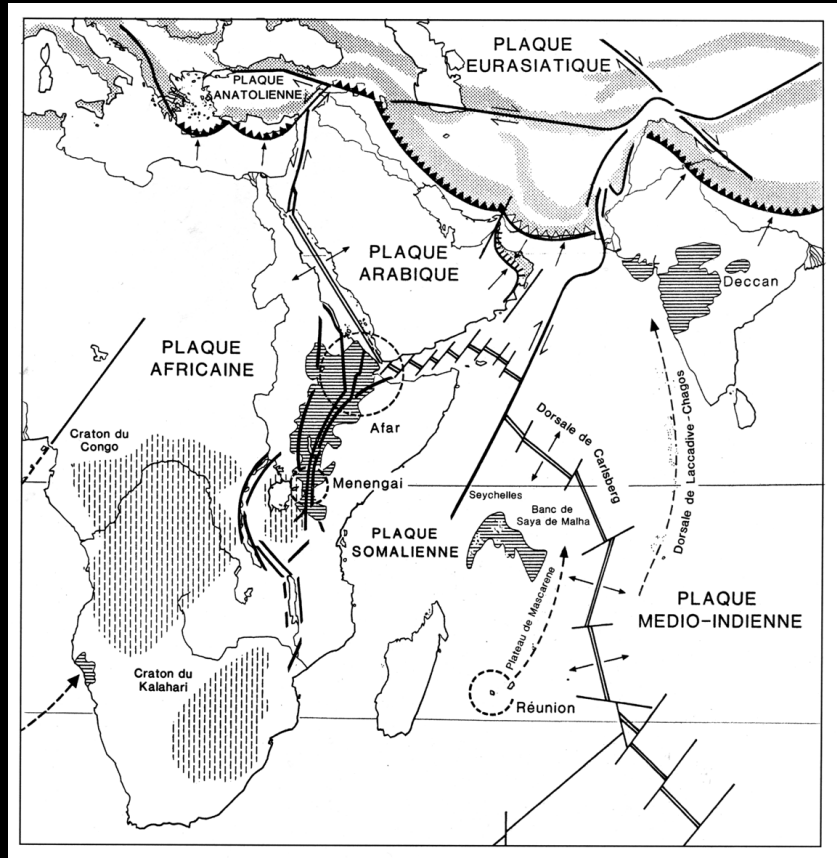 PLAQUE
EURASIATIQUE
PLAQUE
ANATOLIENNE
PLAQUE
ARABIQUE
Deccan
PLAQUE
AFRICAINE
Craton du
Congo
Afar
Menengai
Dorsale de Carlsberg
Dorsale de Laccadive-Chagos
Seychelles
Banc de
Saya de Malha
PLAQUE
SOMALIENNE
PLAQUE
MEDIO-INDIENNE
Plateau de Mascarene
Craton du
Kalahari
Réunion